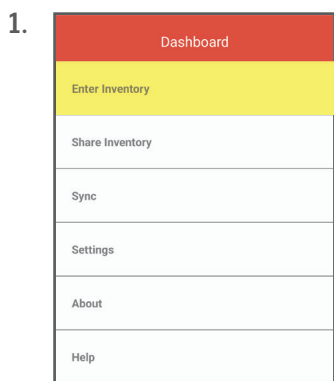 1.
Dashboard
Enter Inventory
Share Inventory
Sync
Settings
About
Help